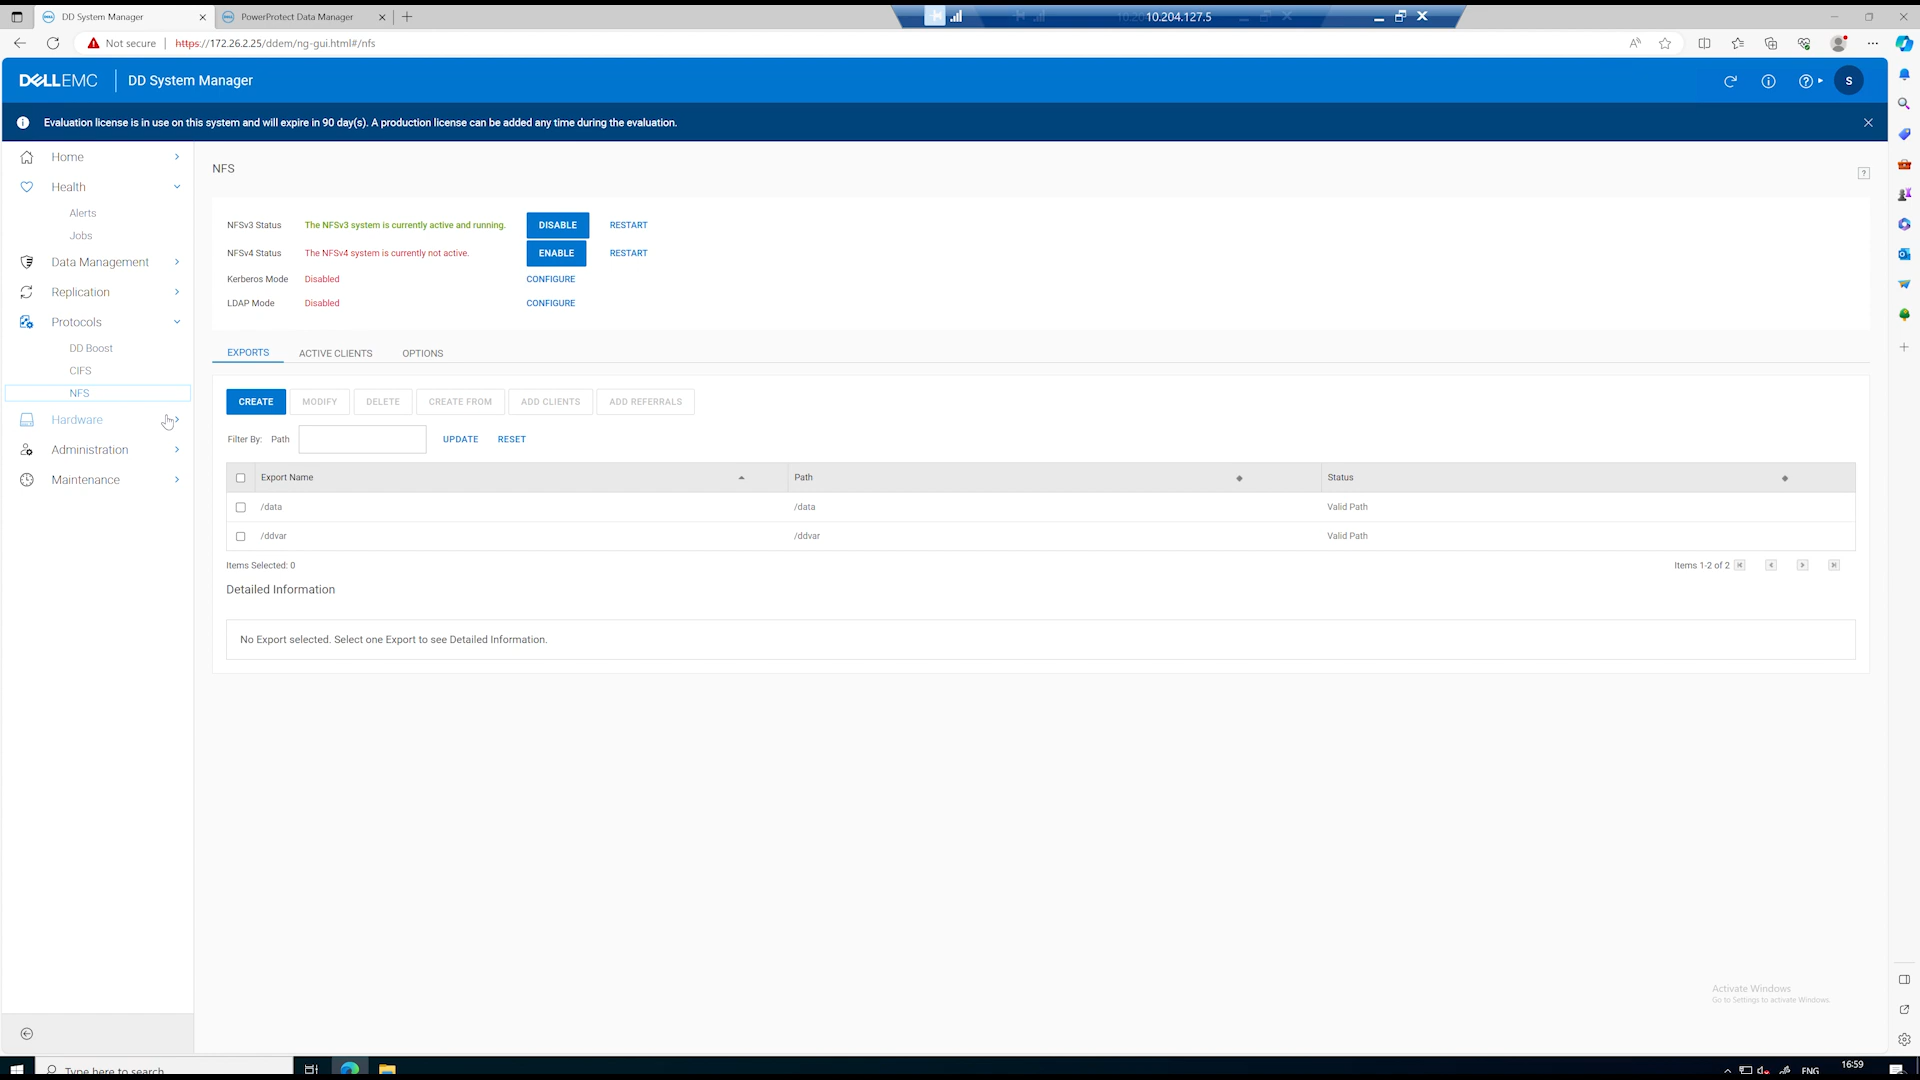 DD System Manager
PowerProtect Data Manager
10.204.127.5
Not secure
https://172.26.2.25/ddem/ng-gui.html#/nfs
DELLEMC
DD System Manager
S
Evaluation license is in use on this system and will expire in 90 day(s). A production license can be added any time during the evaluation.
Home
Health
Alerts
Jobs
Data Management
Replication
Protocols
DD Boost
CIFS
NFS
Hardware
Administration
Maintenance
NFS
NFSv3 Status The NFSv3 system is currently active and running. DISABLE RESTART
NFSv4 Status The NFSv4 system is currently not active. ENABLE RESTART
Kerberos Mode Disabled CONFIGURE
LDAP Mode Disabled CONFIGURE
EXPORTS ACTIVE CLIENTS OPTIONS
CREATE MODIFY DELETE CREATE FROM ADD CLIENTS ADD REFERRALS
Filter By: Path UPDATE RESET
Export Name Path Status
/data /data Valid Path
/ddvar /ddvar Valid Path
Items Selected: 0 Items 1-2 of 2
Detailed Information
No Export selected. Select one Export to see Detailed Information.
Activate Windows
Go to Settings to activate Windows.
Type here to search
ENG
16:59